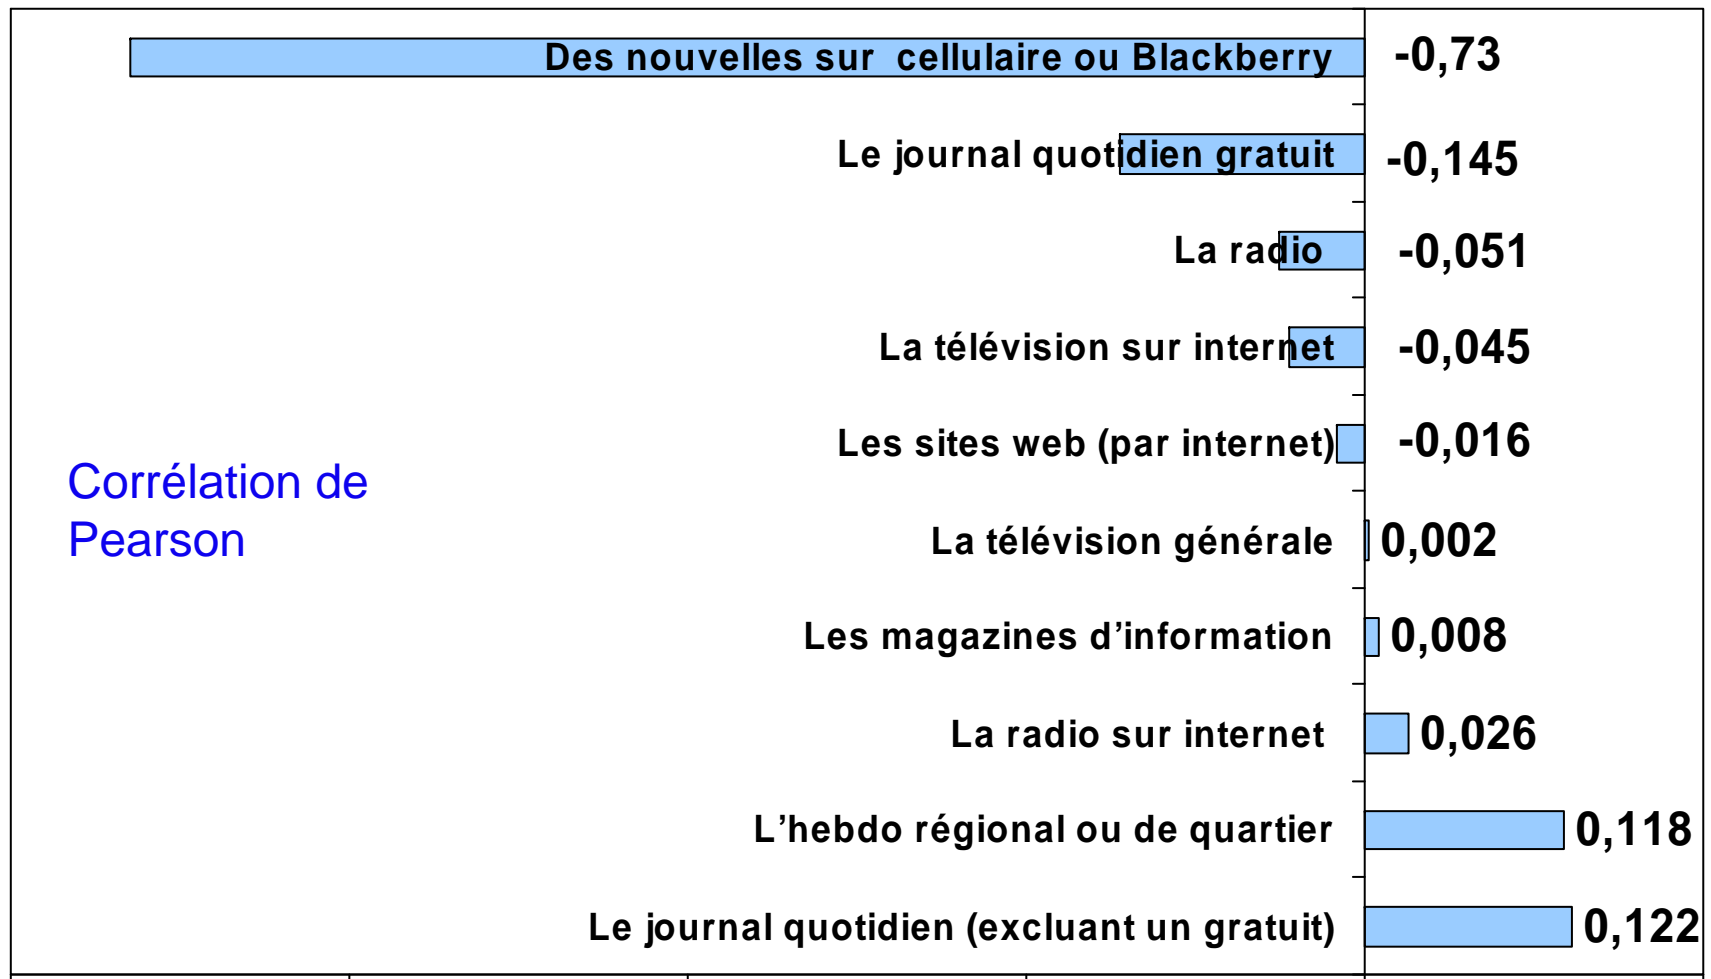 Des nouvelles sur cellulaire ou Blackberry -0,73
Le journal quotidien gratuit -0,145
La radio -0,051
La télévision sur internet -0,045
Les sites web (par internet) -0,016
Corrélation de
Pearson
La télévision générale 0,002
Les magazines d’information 0,008
La radio sur internet 0,026
L’hebdo régional ou de quartier 0,118
Le journal quotidien (excluant un gratuit) 0,122